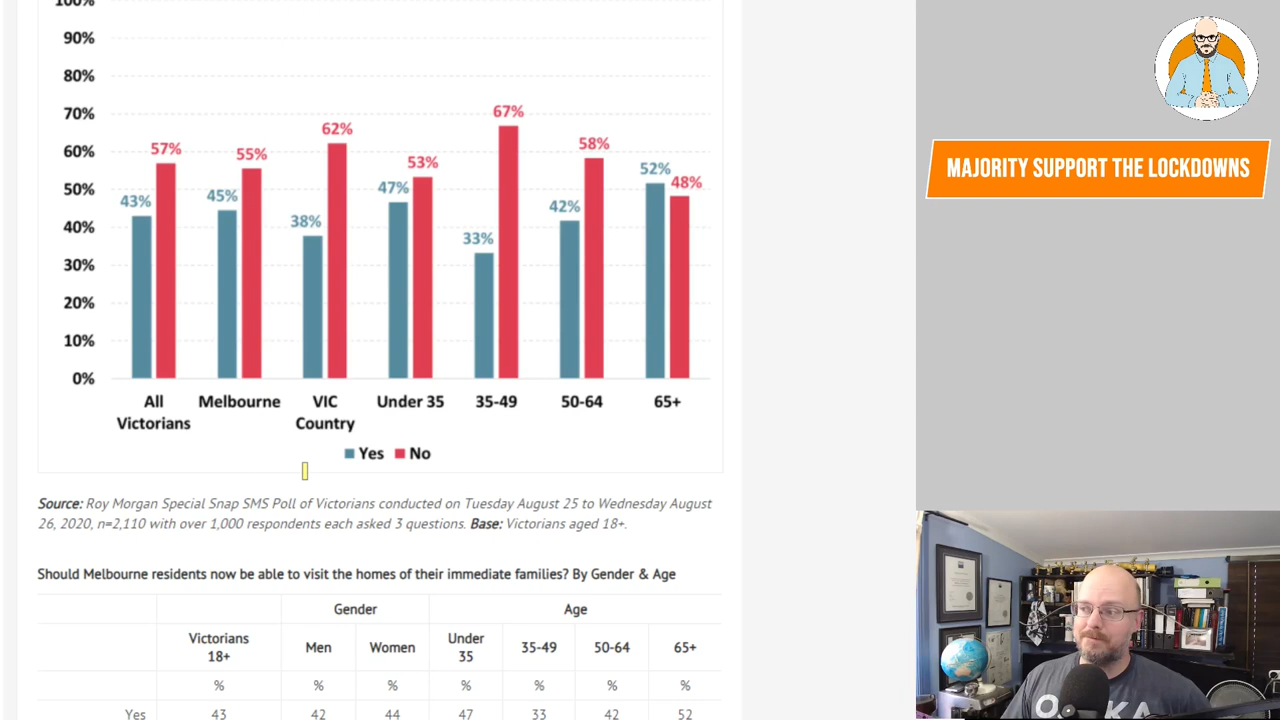 100%
90%
80%
70%
60%
50%
40%
30%
20%
10%
0%
43% 57%
45% 55%
38% 62%
47% 53%
33% 67%
42% 58%
52% 48%
All Victorians
Melbourne
VIC Country
Under 35
35-49
50-64
65+
Yes No
Source: Roy Morgan Special Snap SMS Poll of Victorians conducted on Tuesday August 25 to Wednesday August
26, 2020, n=2,110 with over 1,000 respondents each asked 3 questions. Base: Victorians aged 18+.
Should Melbourne residents now be able to visit the homes of their immediate families? By Gender & Age
Gender Age
Victorians 18+ Men Women Under 35 35-49 50-64 65+
% % % % % % %
Yes 43 42 44 47 33 42 52
MAJORITY SUPPORT THE LOCKDOWNS